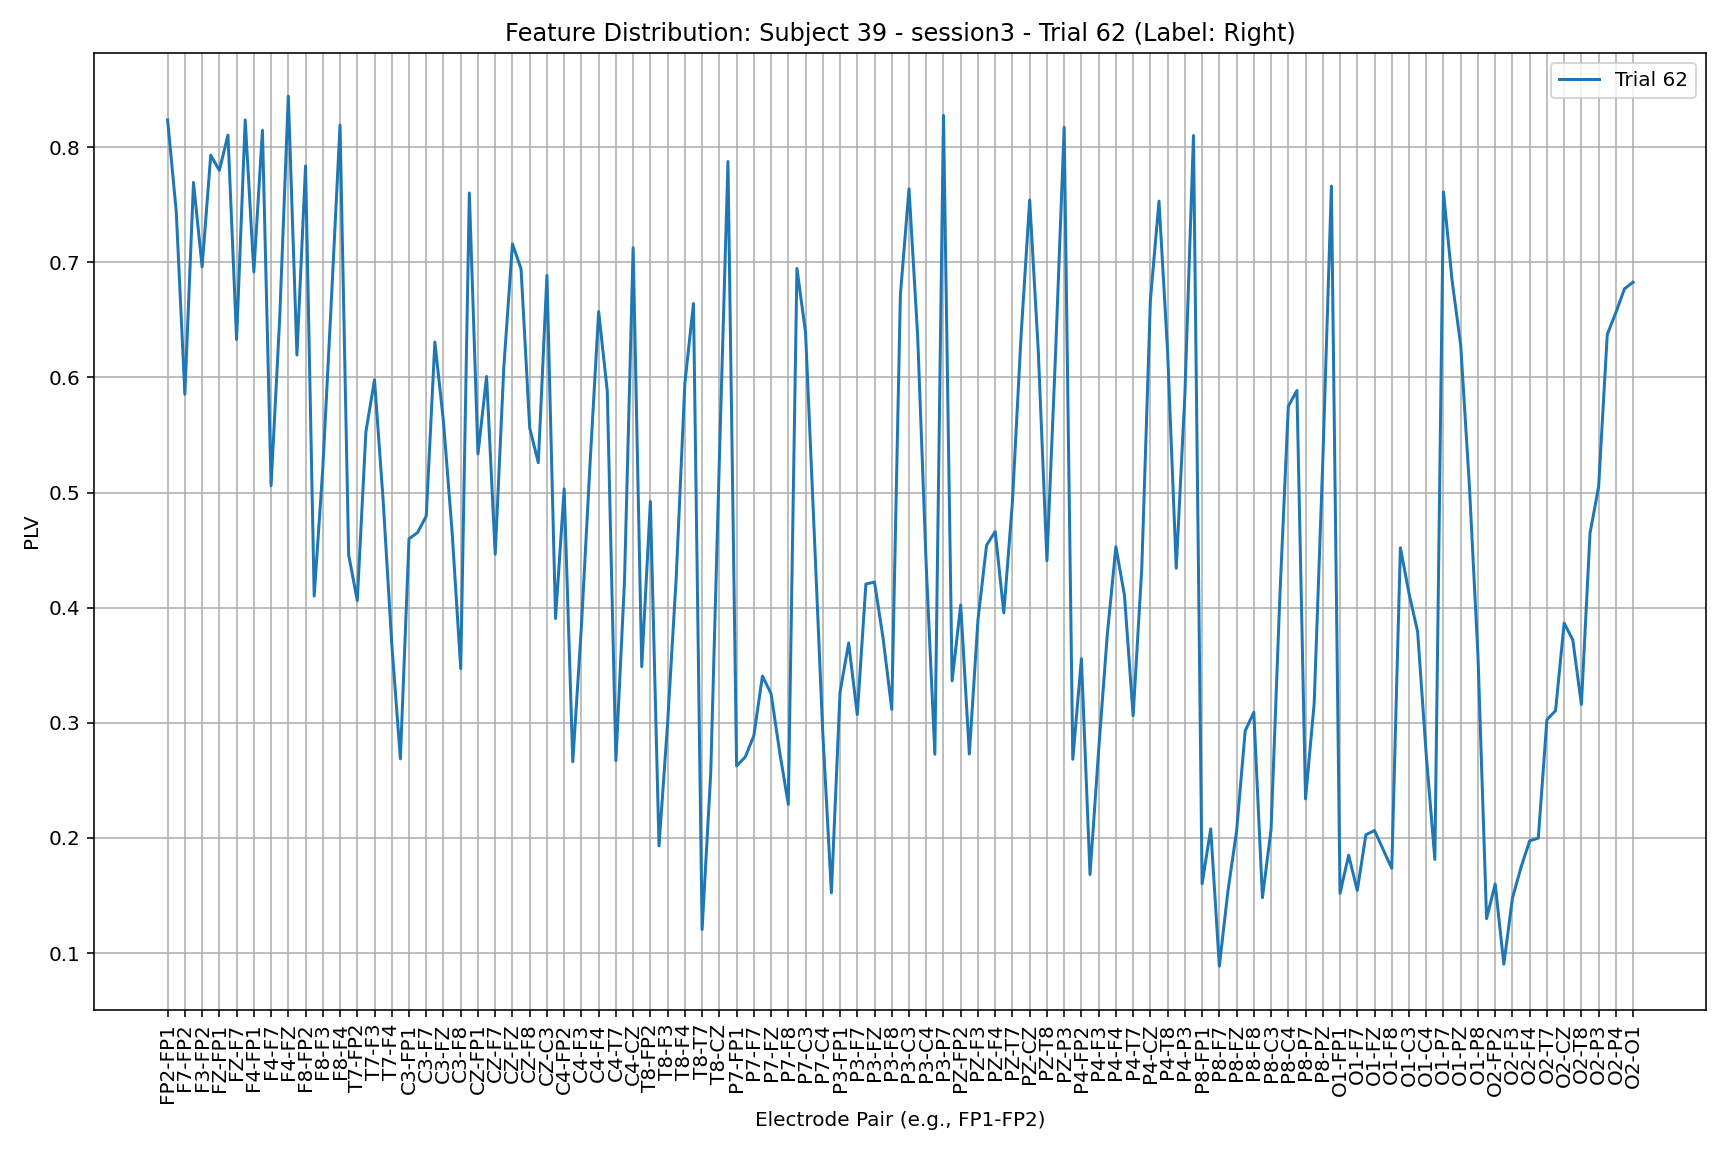 Feature Distribution: Subject 39 - session3 - Trial 62 (Label: Right)
Trial 62
PLV
0.8
0.7
0.6
0.5
0.4
0.3
0.2
0.1
FP2-FP1
F7-FP2
F3-FP2
FZ-FP1
FZ-F7
F4-FP1
F4-F7
F4-FZ
F8-FP2
F8-F3
F8-F4
T7-FP2
T7-F3
T7-F4
C3-FP1
C3-F7
C3-FZ
C3-F8
CZ-FP1
CZ-F7
CZ-FZ
CZ-F8
CZ-C3
C4-FP2
C4-F3
C4-F4
C4-T7
C4-CZ
T8-FP2
T8-F3
T8-F4
T8-T7
T8-CZ
P7-FP1
P7-F7
P7-FZ
P7-F8
P7-C3
P7-C4
P3-FP1
P3-F7
P3-FZ
P3-F8
P3-C3
P3-C4
P3-P7
PZ-FP2
PZ-F3
PZ-F4
PZ-T7
PZ-CZ
PZ-T8
PZ-P3
P4-FP2
P4-F3
P4-F4
P4-T7
P4-CZ
P4-T8
P4-P3
P8-FP1
P8-F7
P8-FZ
P8-F8
P8-C3
P8-C4
P8-P7
P8-PZ
O1-FP1
O1-F7
O1-FZ
O1-F8
O1-C3
O1-C4
O1-P7
O1-PZ
O1-P8
O2-FP2
O2-F3
O2-F4
O2-T7
O2-CZ
O2-T8
O2-P3
O2-P4
O2-O1
Electrode Pair (e.g., FP1-FP2)